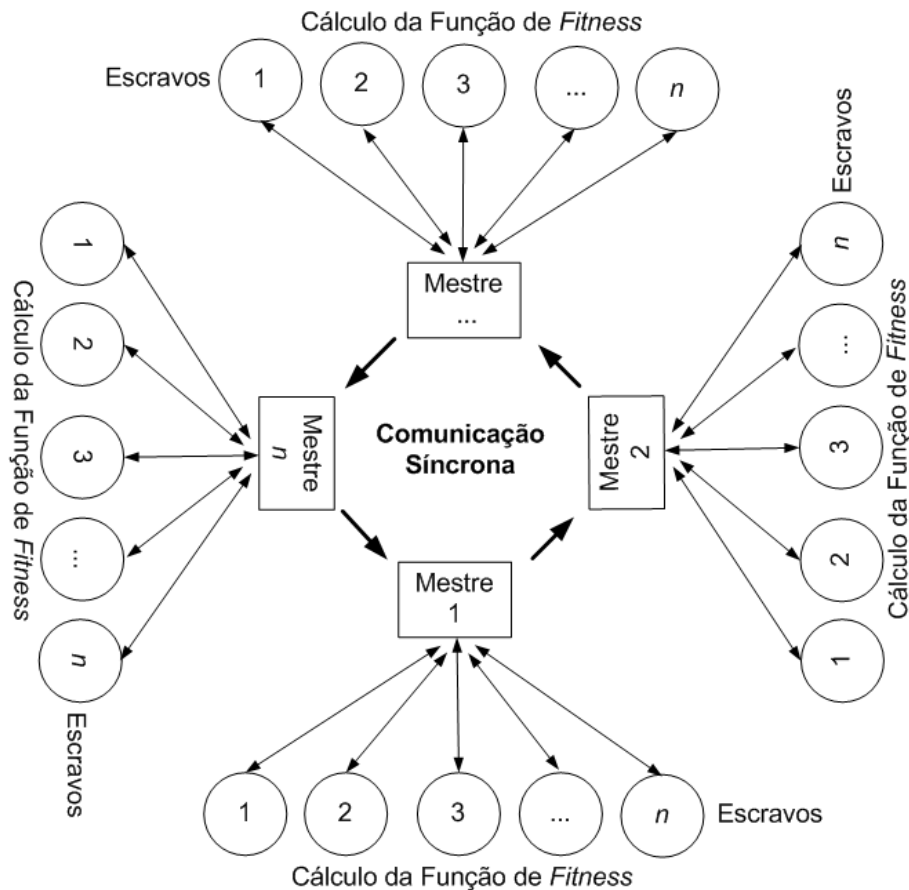 Cálculo da Função de Fitness
Escravos
1
2
3
...
n
Mestre
...
Escravos
1
2
3
...
n
Cálculo da Função de Fitness
Mestre
n
Escravos
Comunicação
Síncrona
Mestre
2
n
...
3
2
1
Cálculo da Função de Fitness
Mestre
1
1
2
3
...
n
Escravos
Cálculo da Função de Fitness